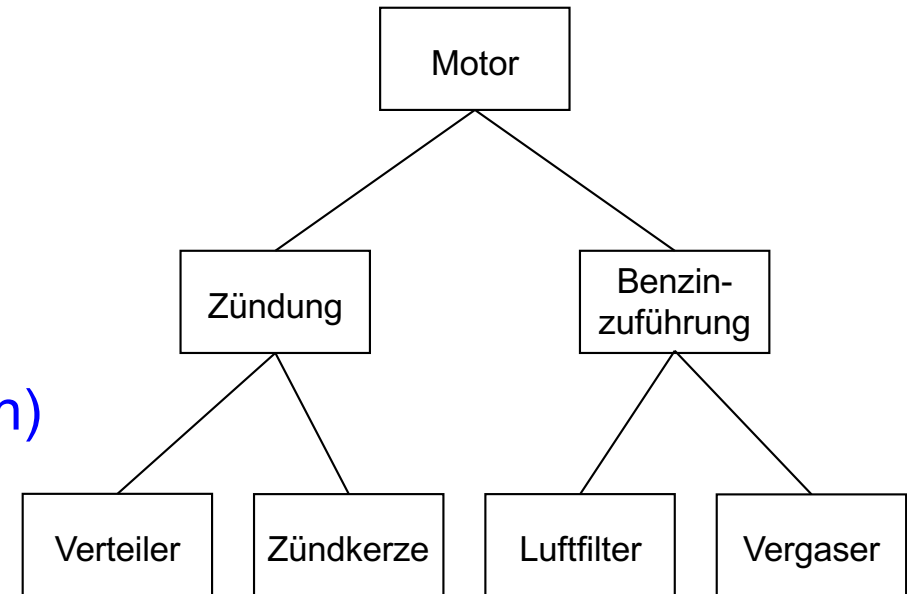 Motor
Zündung
Benzin-
zuführung
n)
Verteiler
Zündkerze
Luftfilter
Vergaser